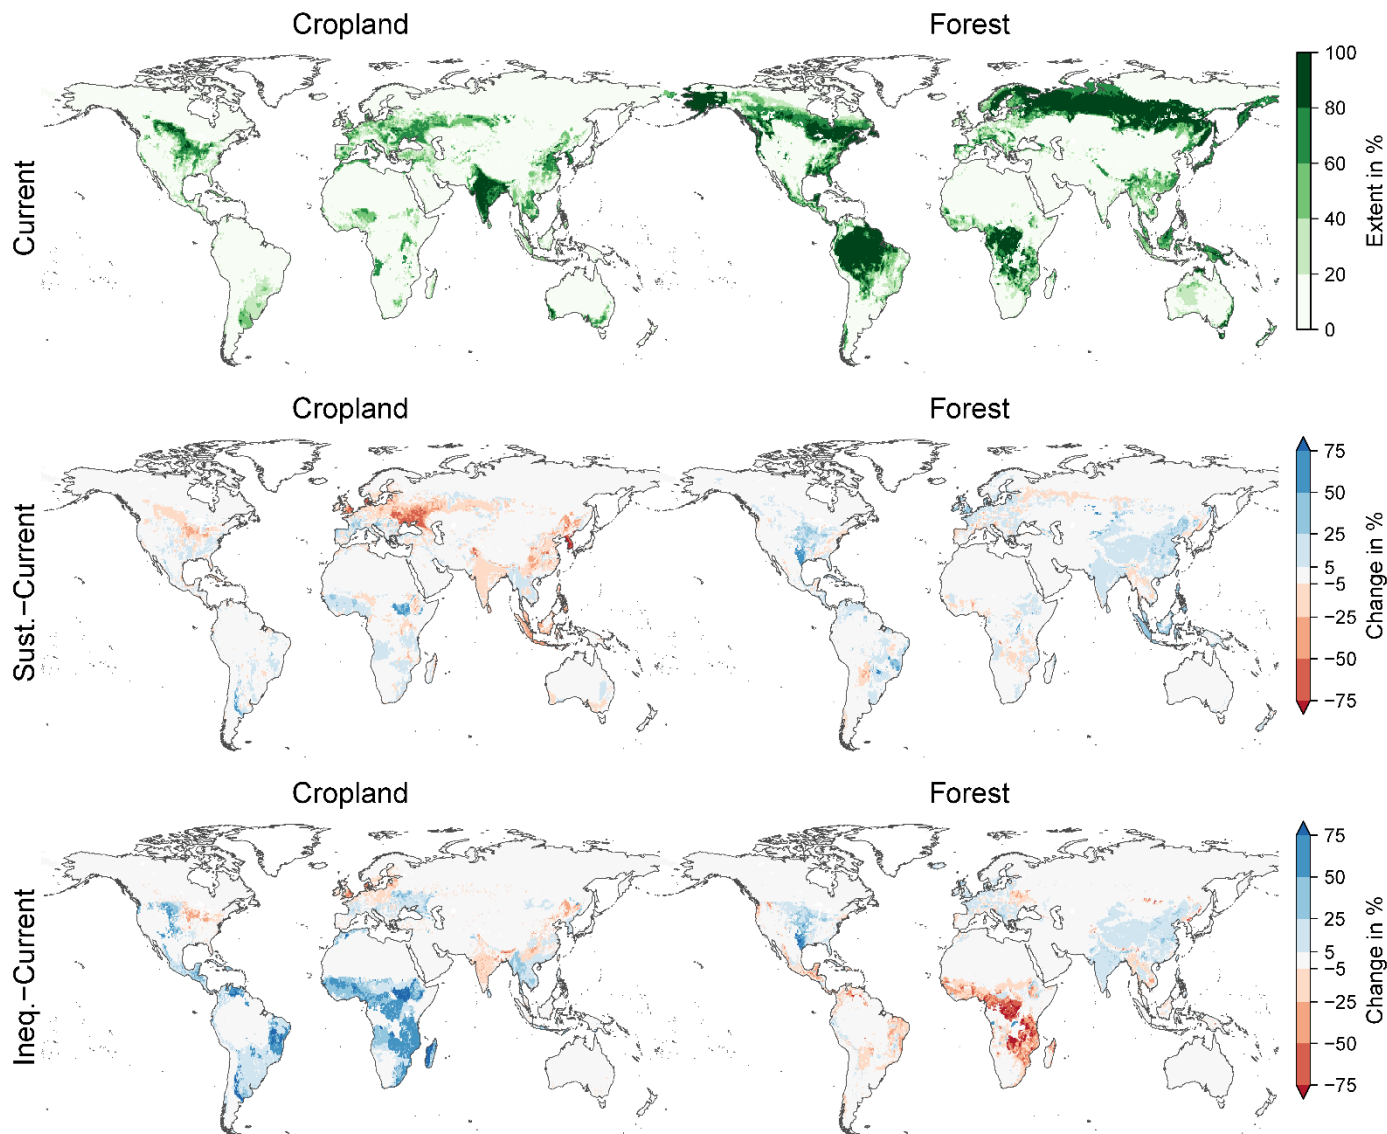 Cropland
Forest
Current
100
80
60
40
20
0
Extent in %
Cropland
Forest
Sust.-Current
75
50
25
5
−5
−25
−50
−75
Change in %
Cropland
Forest
Ineq.-Current
75
50
25
5
−5
−25
−50
−75
Change in %